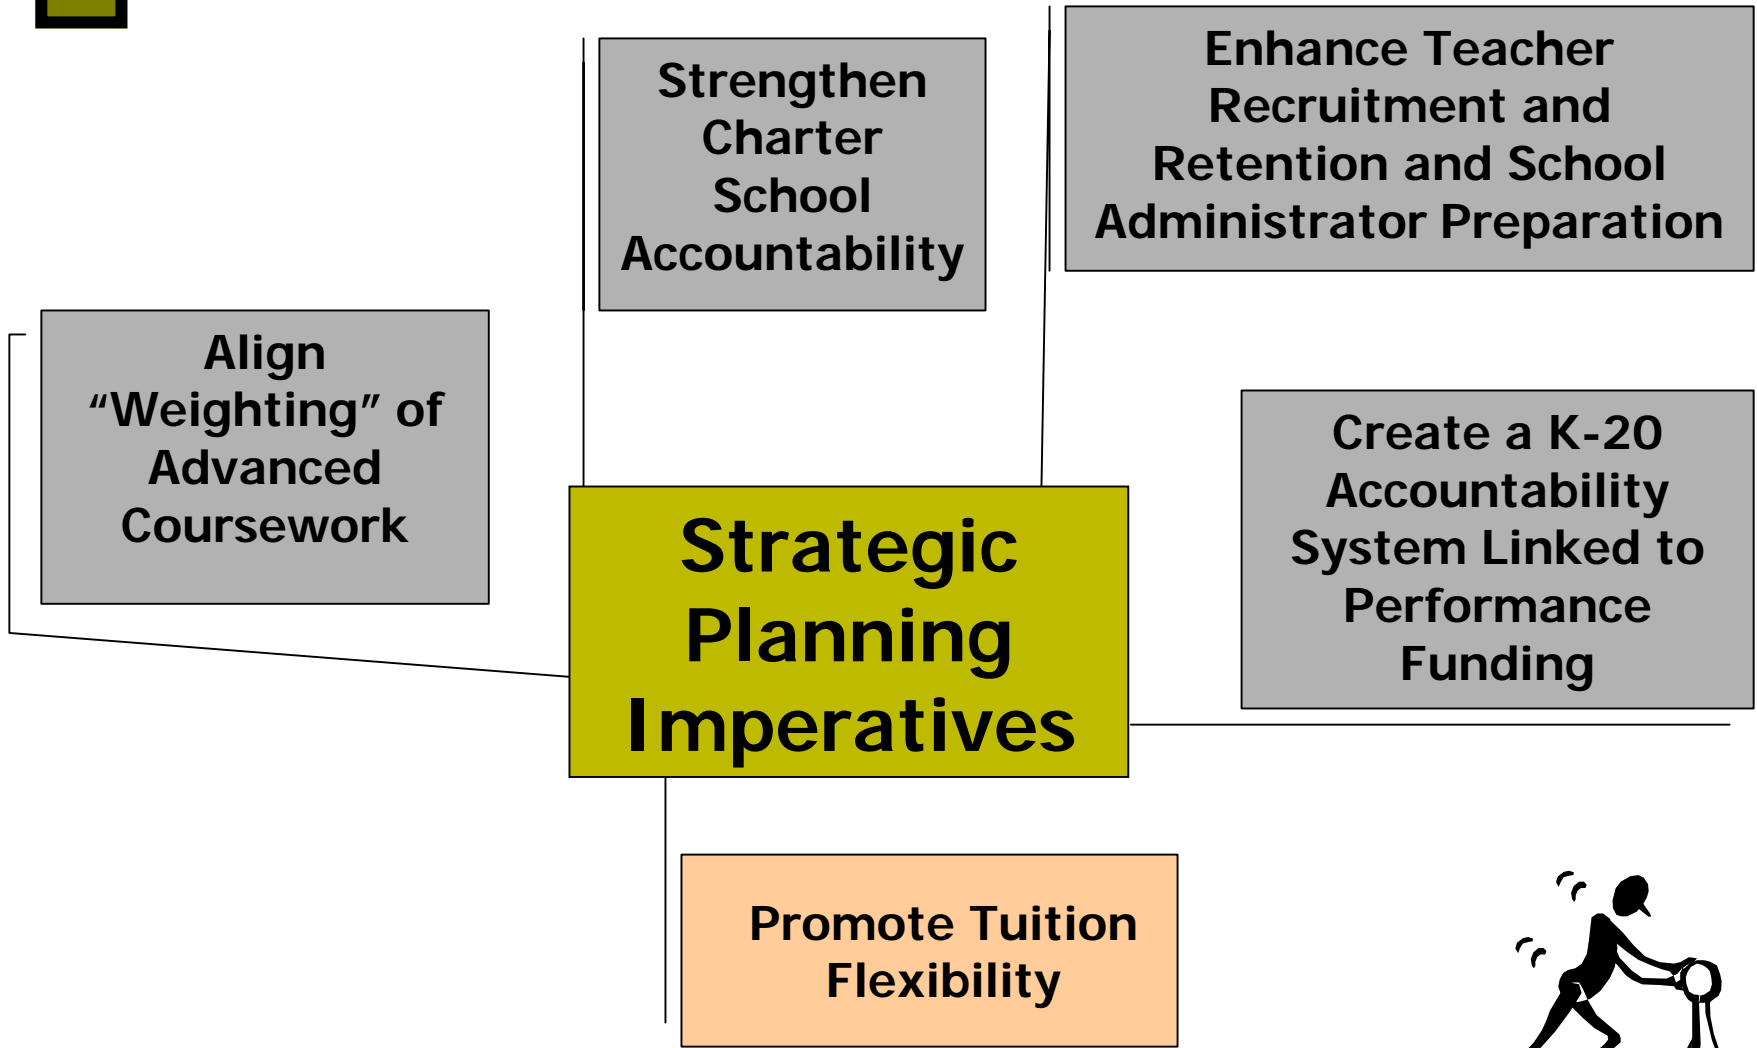 Strengthen
Charter
School
Accountability
Enhance Teacher
Recruitment and
Retention and School
Administrator Preparation
Align
“Weighting” of
Advanced
Coursework
Create a K-20
Accountability
System Linked to
Performance
Funding
Strategic
Planning
Imperatives
Promote Tuition
Flexibility